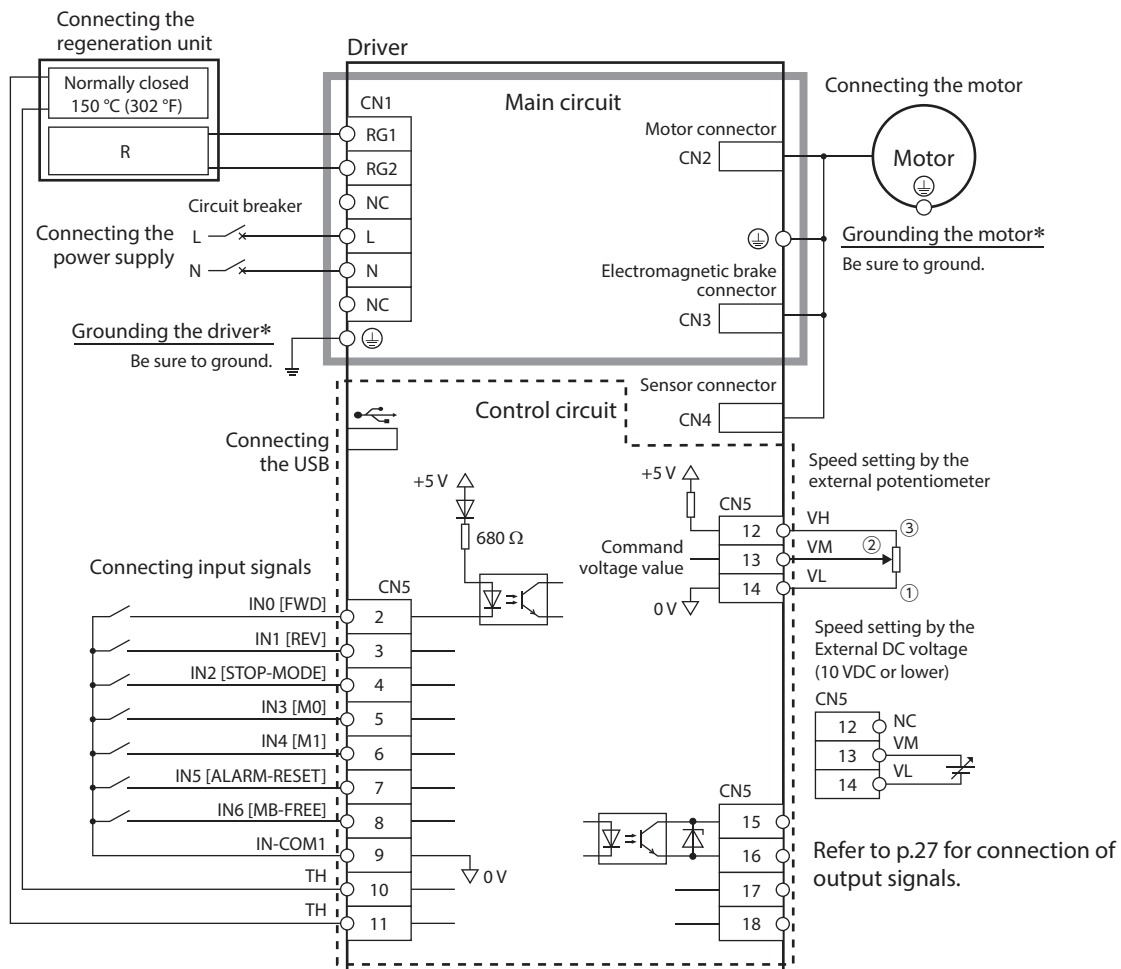 Connecting the
regeneration unit
Normally closed
150 °C (302 °F)
R
Driver
CN1
Main circuit
RG1
RG2
NC
L
N
NC
Circuit breaker
Connecting the
power supply
L
N
Grounding the driver*
Be sure to ground.
Motor connector
CN2
Electromagnetic brake
connector
CN3
Connecting the motor
Motor
Grounding the motor*
Be sure to ground.
Sensor connector
CN4
Control circuit
Connecting
the USB
+5 V
680 Ω
Connecting input signals
CN5
IN0 [FWD]
2
IN1 [REV]
3
IN2 [STOP-MODE]
4
IN3 [M0]
5
IN4 [M1]
6
IN5 [ALARM-RESET]
7
IN6 [MB-FREE]
8
IN-COM1
9
0 V
TH
10
TH
11
+5 V
CN5
12
13
14
Command
voltage value
0 V
Speed setting by the
external potentiometer
VH
③
VM
②
VL
①
Speed setting by the
External DC voltage
(10 VDC or lower)
CN5
12
NC
13
VM
14
VL
CN5
15
16
17
18
Refer to p.27 for connection of
output signals.